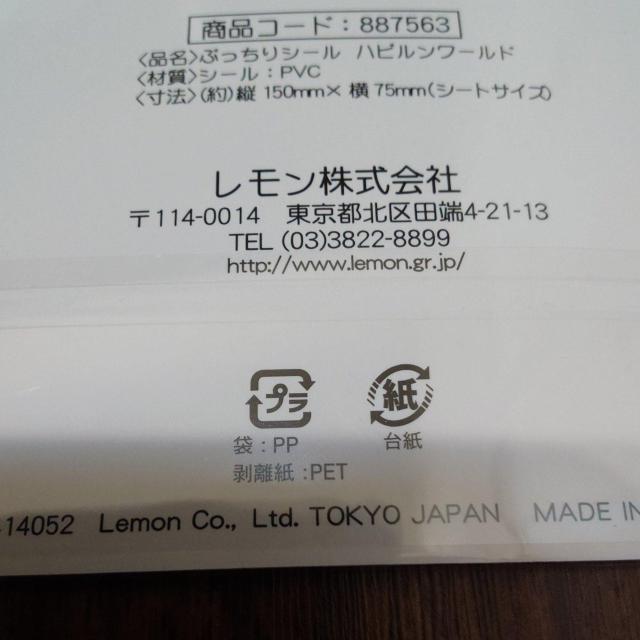 商品コード：887563
<品名>ぷっちりシール ハピルンワールド
<材質>シール：PVC
<寸法>(約)縦 150mm× 横 75mm(シートサイズ)
レモン株式会社
〒114-0014 東京都北区田端4-21-13
TEL (03)3822-8899
http://www.lemon.gr.jp/
プラ
紙
袋：PP
台紙
剥離紙：PET
14052 Lemon Co., Ltd. TOKYO JAPAN MADE IN